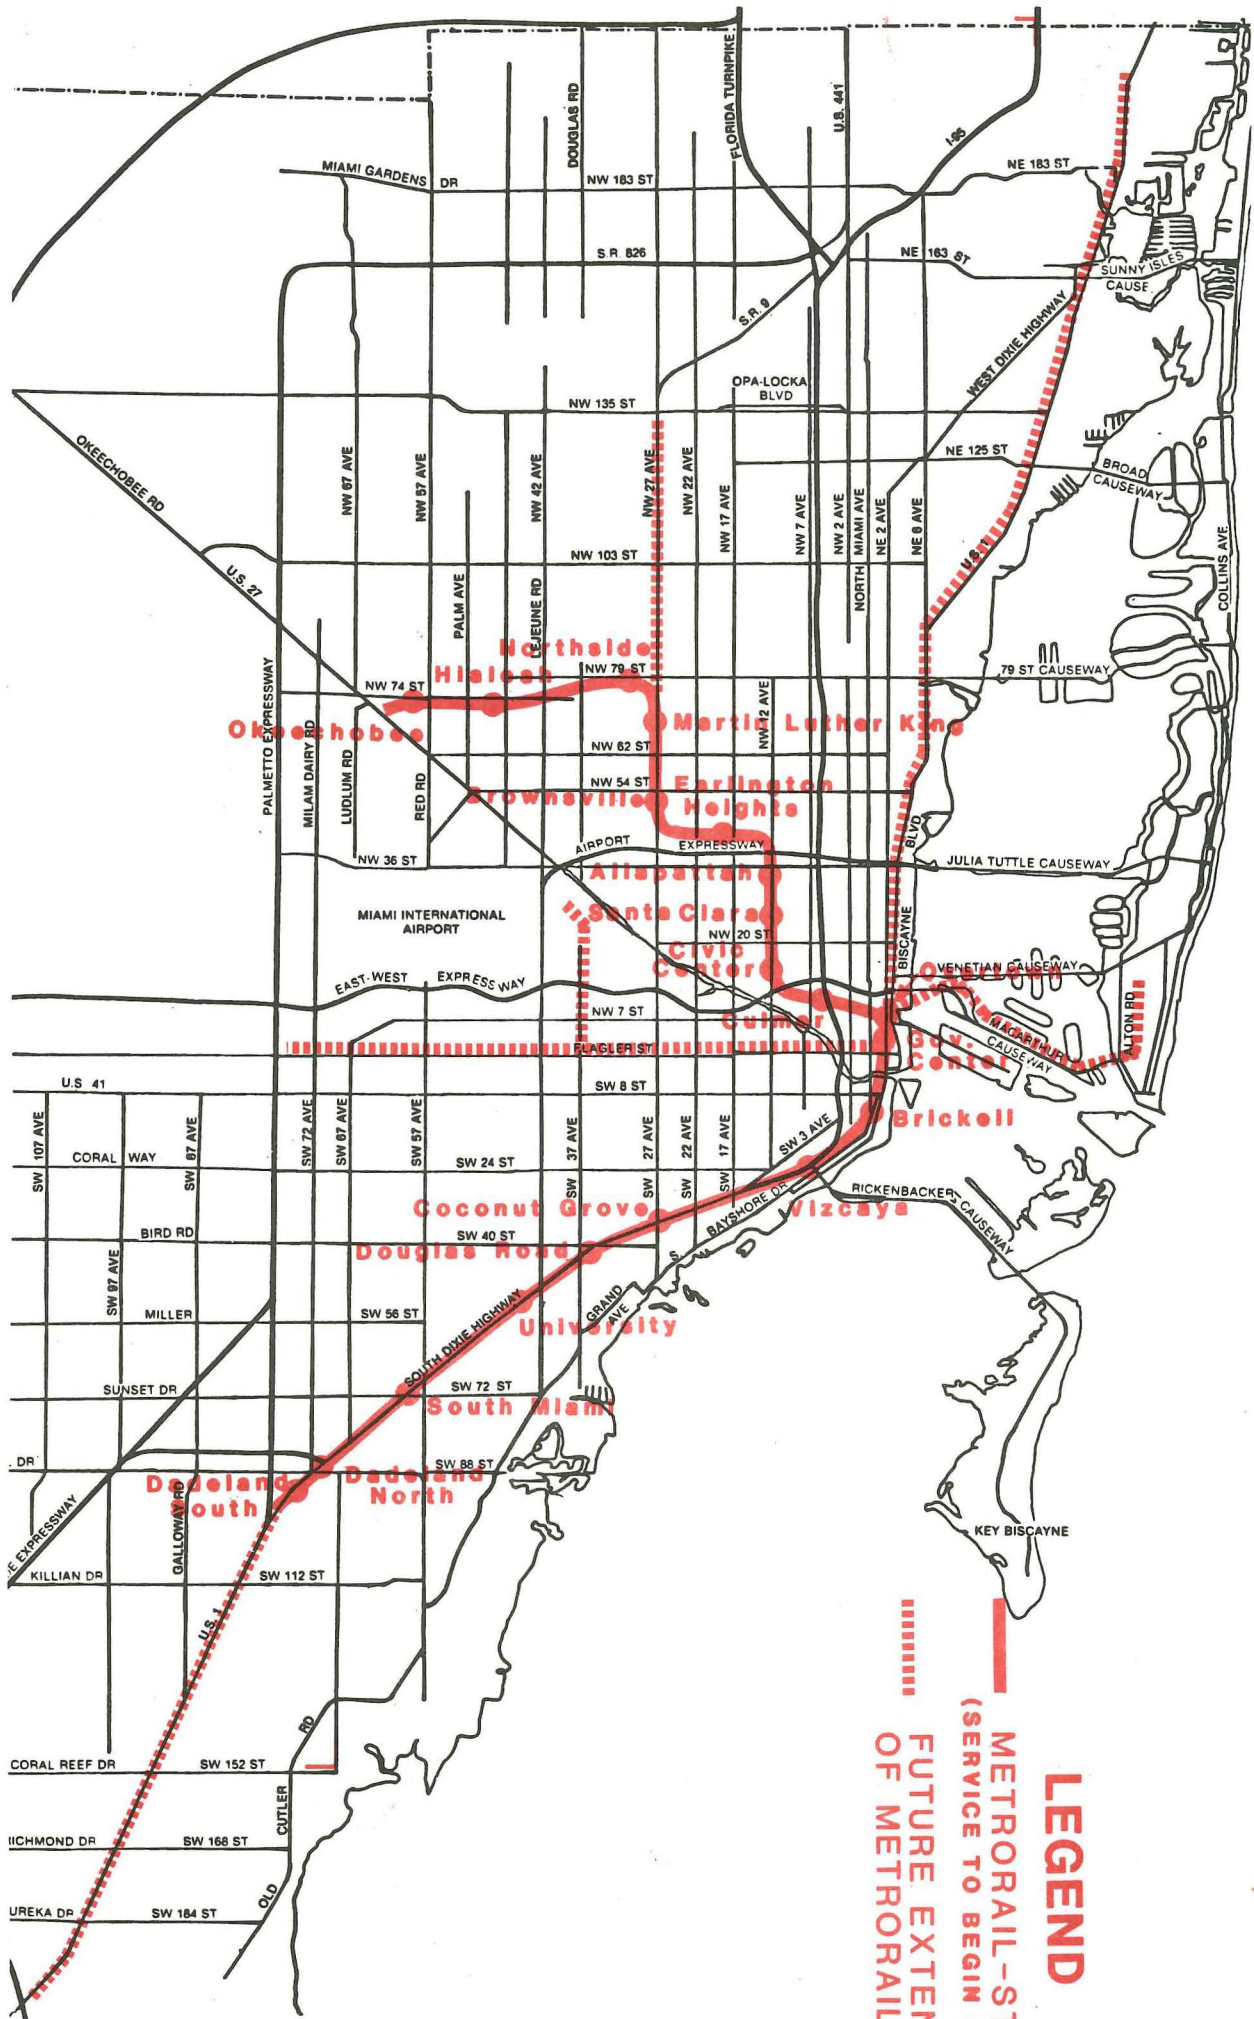 DOUGLAS RD
FLORIDA TURNPIKE
U.S. 441
I-95
MIAMI GARDENS DR
NW 183 ST
NE 183 ST
S.R. 826
NE 163 ST
SUNNY ISLES
CAUSE.
S.R. 9
WEST DIXIE HIGHWAY
OPA-LOCKA
BLVD
NW 135 ST
OKEECHOBEE RD
NE 125 ST
BROAD
CAUSEWAY
NW 67 AVE
NW 57 AVE
NW 42 AVE
NW 27 AVE
NW 22 AVE
NW 17 AVE
NW 7 AVE
NW 2 AVE
NORTH MIAMI AVE
NE 2 AVE
NE 6 AVE
U.S. 1
COLLINS AVE
NW 103 ST
U.S. 27
PALM AVE
LEJEUNE RD
Northside
NW 79 ST
79 ST CAUSEWAY
Hialeah
NW 74 ST
Okeechobee
Martin Luther King
NW 12 AVE
PALMETTO EXPRESSWAY
MILAM DAIRY RD
LUDLUM RD
RED RD
NW 62 ST
NW 54 ST
Earlington
Heights
Brownsville
BLVD
AIRPORT EXPRESSWAY
NW 36 ST
JULIA TUTTLE CAUSEWAY
Allapattah
MIAMI INTERNATIONAL
AIRPORT
Santa Clara
BISCAYNE
NW 20 ST
Civic
Center
Overtown
VENETIAN CAUSEWAY
EAST-WEST EXPRESSWAY
NW 7 ST
Culmer
MACARTHUR
CAUSEWAY
ALTON RD
FLAGLER ST
Gov.
Center
U.S 41
SW 8 ST
Brickell
SW 107 AVE
SW 87 AVE
SW 72 AVE
SW 67 AVE
SW 57 AVE
SW 37 AVE
SW 27 AVE
SW 22 AVE
SW 17 AVE
SW 3 AVE
CORAL WAY
SW 24 ST
RICKENBACKER CAUSEWAY
Coconut Grove
Vizcaya
S. BAYSHORE DR
BIRD RD
SW 40 ST
Douglas Road
SW 97 AVE
MILLER
SW 56 ST
SOUTH DIXIE HIGHWAY
GRAND
AVE
University
SUNSET DR
SW 72 ST
South Miami
DR
SW 88 ST
Dadeland
South
Dadeland
North
GALLOWAY RD
EXPRESSWAY
KEY BISCAYNE
KILLIAN DR
SW 112 ST
U.S. 1
CORAL REEF DR
SW 152 ST
OLD CUTLER RD
ICHMOND DR
SW 168 ST
UREKA DR
SW 184 ST
LEGEND
METRORAIL-ST
(SERVICE TO BEGIN
FUTURE EXTEN
OF METRORAIL